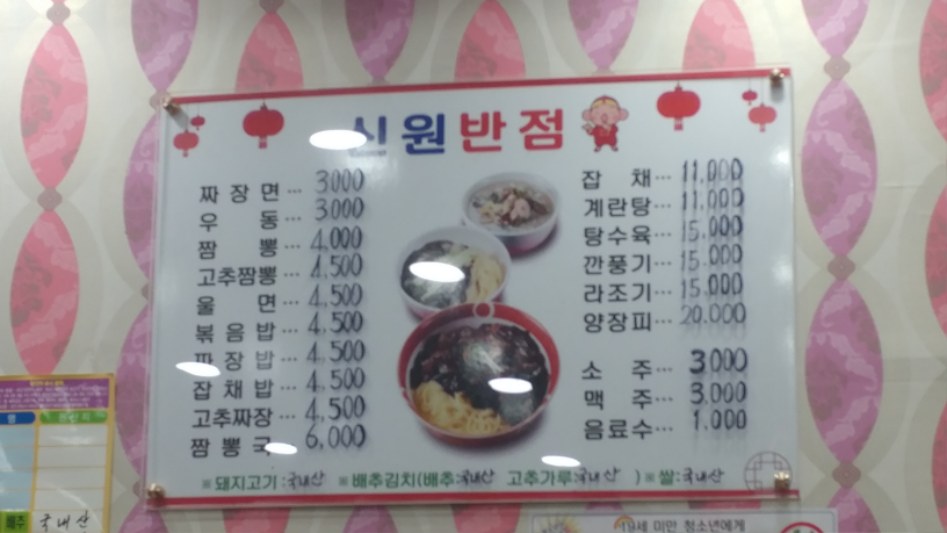 신원반점
짜장면 … 3000
우동 … 3000
짬뽕 … 4,000
고추짬뽕 … 4,500
울면 … 4,500
볶음밥 … 4,500
짜장밥 … 4,500
잡채밥 … 4,500
고추짜장 … 4,500
짬뽕국 … 6,000
잡채 … 11,000
계란탕 … 11,000
탕수육 … 15,000
깐풍기 … 15,000
라조기 … 15,000
양장피 … 20,000
소주 … 3,000
맥주 … 3,000
음료수 … 1,000
※돼지고기:국내산 ※배추김치(배추:국내산 고추가루:국내산 )※쌀:국내산
배추 국내산
19세 미만 청소년에게